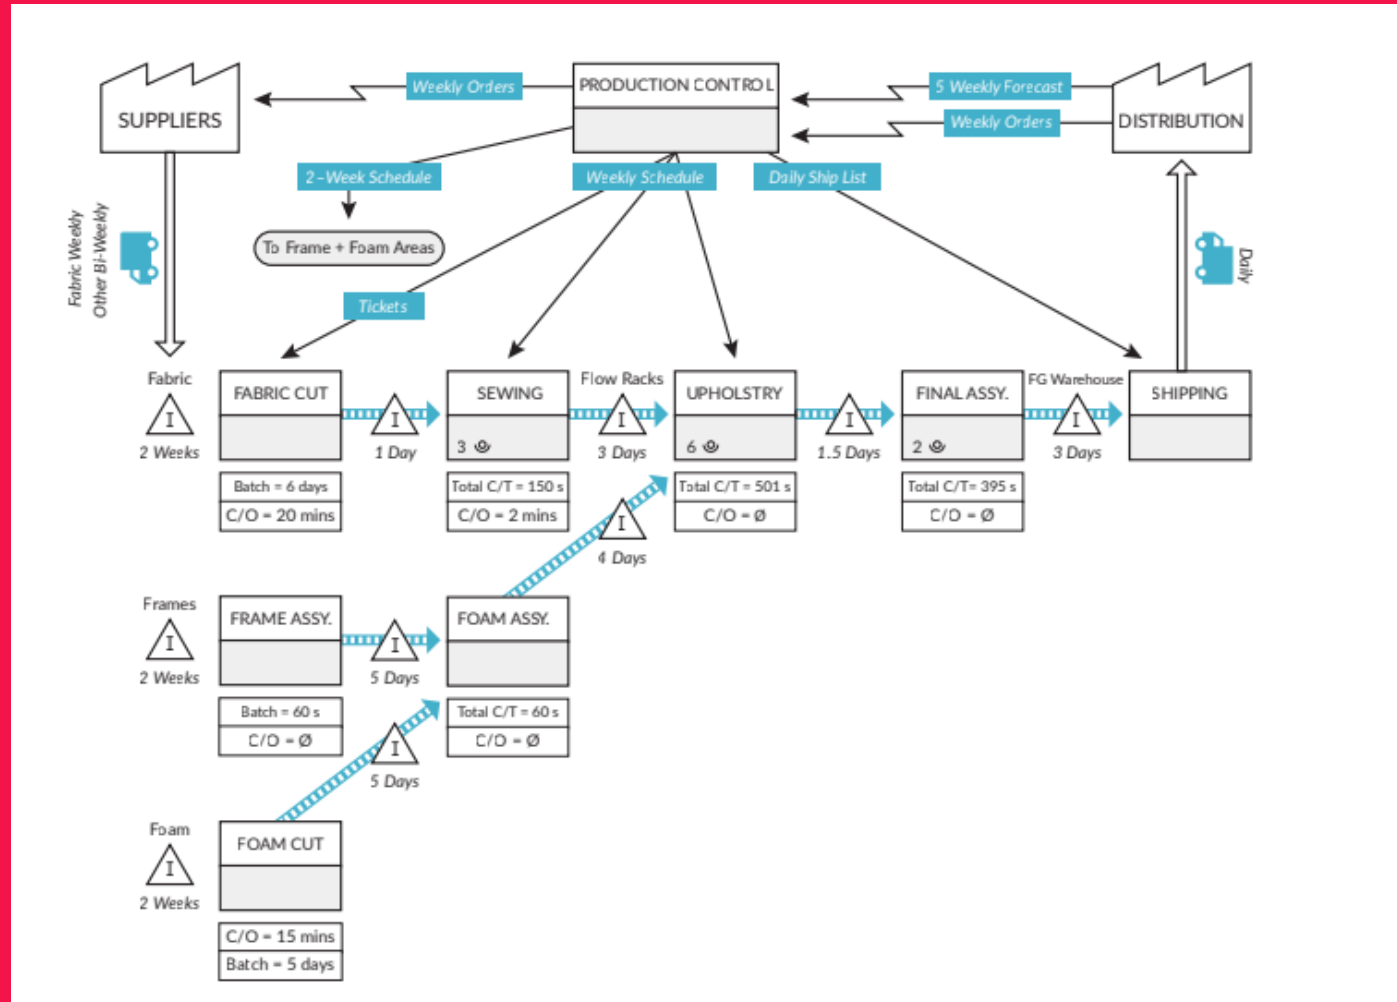 Weekly Orders
PRODUCTION CONTROL
5 Weekly Forecast
SUPPLIERS
Weekly Orders
DISTRIBUTION
2-Week Schedule
Weekly Schedule
Daily Ship List
Fabric Weekly
Other Bi-Weekly
To Frame + Foam Areas
Daily
Tickets
Fabric
I
2 Weeks
FABRIC CUT
Batch = 6 days
C/O = 20 mins
I
1 Day
SEWING
3
Total C/T = 150 s
C/O = 2 mins
Flow Racks
I
3 Days
UPHOLSTRY
6
Total C/T = 501 s
C/O = Ø
I
1.5 Days
FINAL ASSY.
2
Total C/T= 395 s
C/O = Ø
FG Warehouse
I
3 Days
SHIPPING
I
4 Days
Frames
I
2 Weeks
FRAME ASSY.
Batch = 60 s
C/O = Ø
I
5 Days
FOAM ASSY.
Total C/T = 60 s
C/O = Ø
I
5 Days
Foam
I
2 Weeks
FOAM CUT
C/O = 15 mins
Batch = 5 days